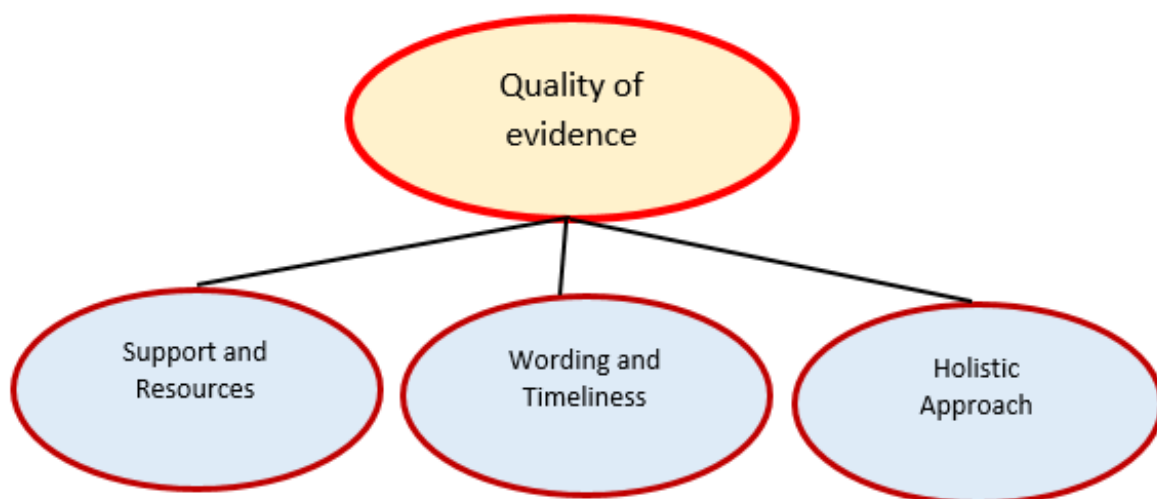 Quality of
evidence
Support and
Resources
Wording and
Timeliness
Holistic
Approach